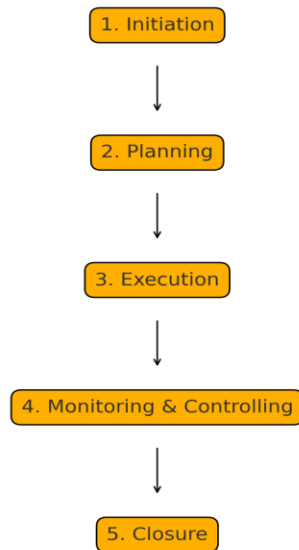 1. Initiation
2. Planning
3. Execution
4. Monitoring & Controlling
5. Closure